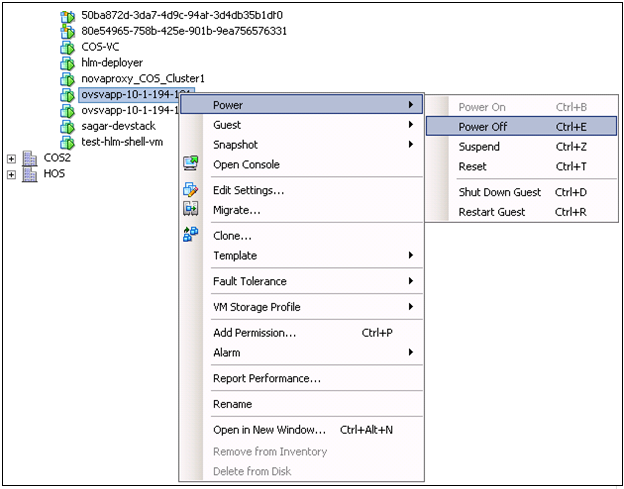 50ba872d-3da7-4d9c-94af-3d4db35b1df0
80e54965-758b-425e-901b-9ea756576331
COS-VC
hlm-deployer
novaproxy_COS_Cluster1
ovsvapp-10-1-194-191
ovsvapp-10-1-194-1
sagar-devstack
test-hlm-shell-vm
COS2
HOS
Power
Guest
Snapshot
Open Console
Edit Settings...
Migrate...
Clone...
Template
Fault Tolerance
VM Storage Profile
Add Permission... Ctrl+P
Alarm
Report Performance...
Rename
Open in New Window... Ctrl+Alt+N
Remove from Inventory
Delete from Disk
Power On Ctrl+B
Power Off Ctrl+E
Suspend Ctrl+Z
Reset Ctrl+T
Shut Down Guest Ctrl+D
Restart Guest Ctrl+R